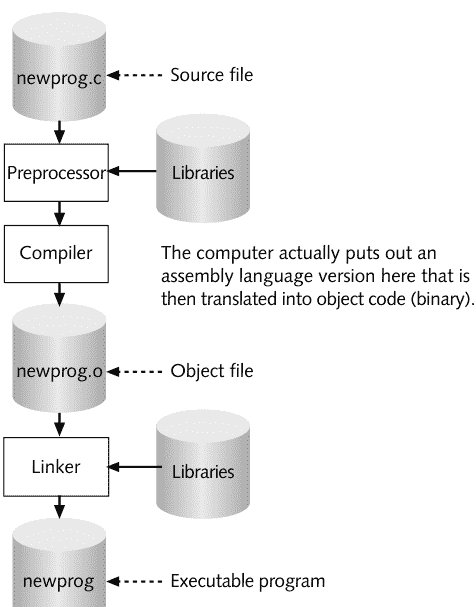 newprog.c
Source file
Preprocessor
Libraries
Compiler
The computer actually puts out an
assembly language version here that is
then translated into object code (binary).
newprog.o
Object file
Linker
Libraries
newprog
Executable program